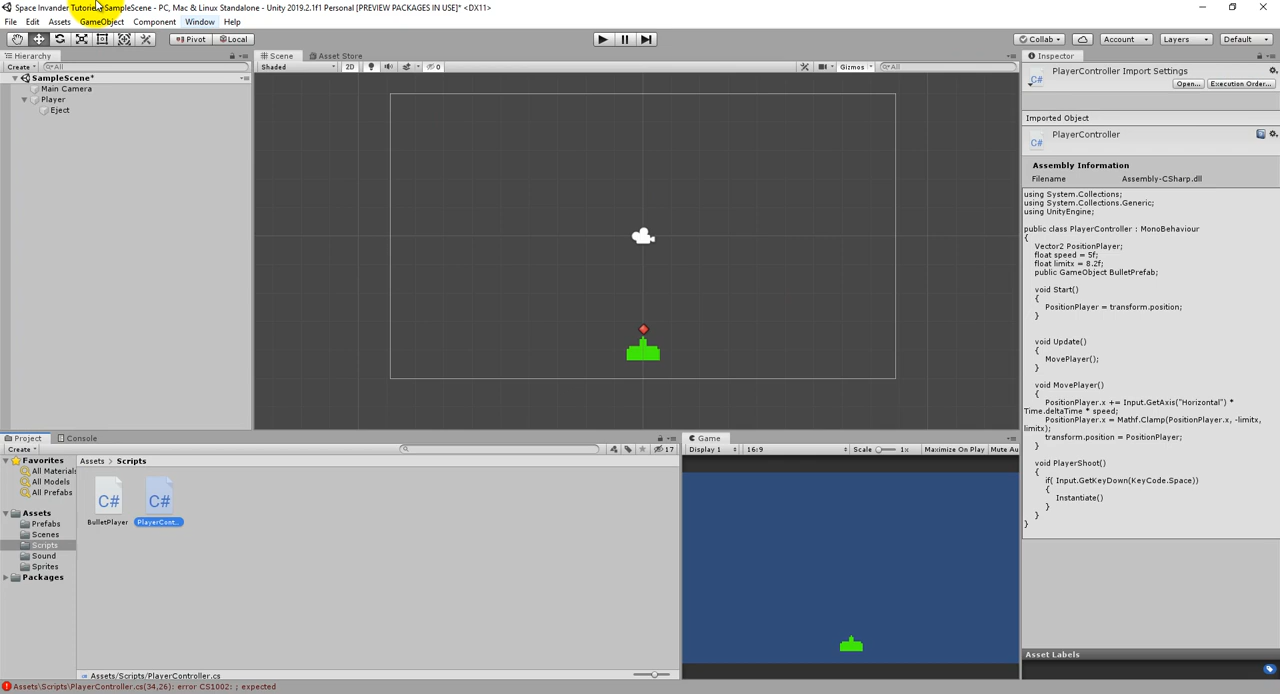 Space Invander Tutorie SampleScene - PC, Mac & Linux Standalone - Unity 2019.2.1f1 Personal [PREVIEW PACKAGES IN USE]* <DX11>
File Edit Assets GameObject Component Window Help
Pivot Local Collab Account Layers Default
Hierarchy
Create All
SampleScene*
Main Camera
Player
Eject
Scene Asset Store
Shaded 2D 0 Gizmos All
Inspector
PlayerController Import Settings
Open... Execution Order...
Imported Object
PlayerController
Assembly Information
Filename Assembly-CSharp.dll
using System.Collections;
using System.Collections.Generic;
using UnityEngine;
public class PlayerController : MonoBehaviour
{
Vector2 PositionPlayer;
float speed = 5f;
float limitx = 8.2f;
public GameObject BulletPrefab;
void Start()
{
PositionPlayer = transform.position;
}
void Update()
{
MovePlayer();
}
void MovePlayer()
{
PositionPlayer.x += Input.GetAxis("Horizontal") *
Time.deltaTime * speed;
PositionPlayer.x = Mathf.Clamp(PositionPlayer.x, -limitx,
limitx);
transform.position = PositionPlayer;
}
void PlayerShoot()
{
if( Input.GetKeyDown(KeyCode.Space))
{
Instantiate()
}
}
}
Asset Labels
Project Console
Create 17
Favorites
All Materials
All Models
All Prefabs
Assets
Prefabs
Scenes
Scripts
Sound
Sprites
Packages
Assets > Scripts
C# C#
BulletPlayer PlayerCont...
Assets/Scripts/PlayerController.cs
Game
Display 1 16:9 Scale 1x Maximize On Play Mute Au
Assets\Scripts\PlayerController.cs(34,26): error CS1002: ; expected